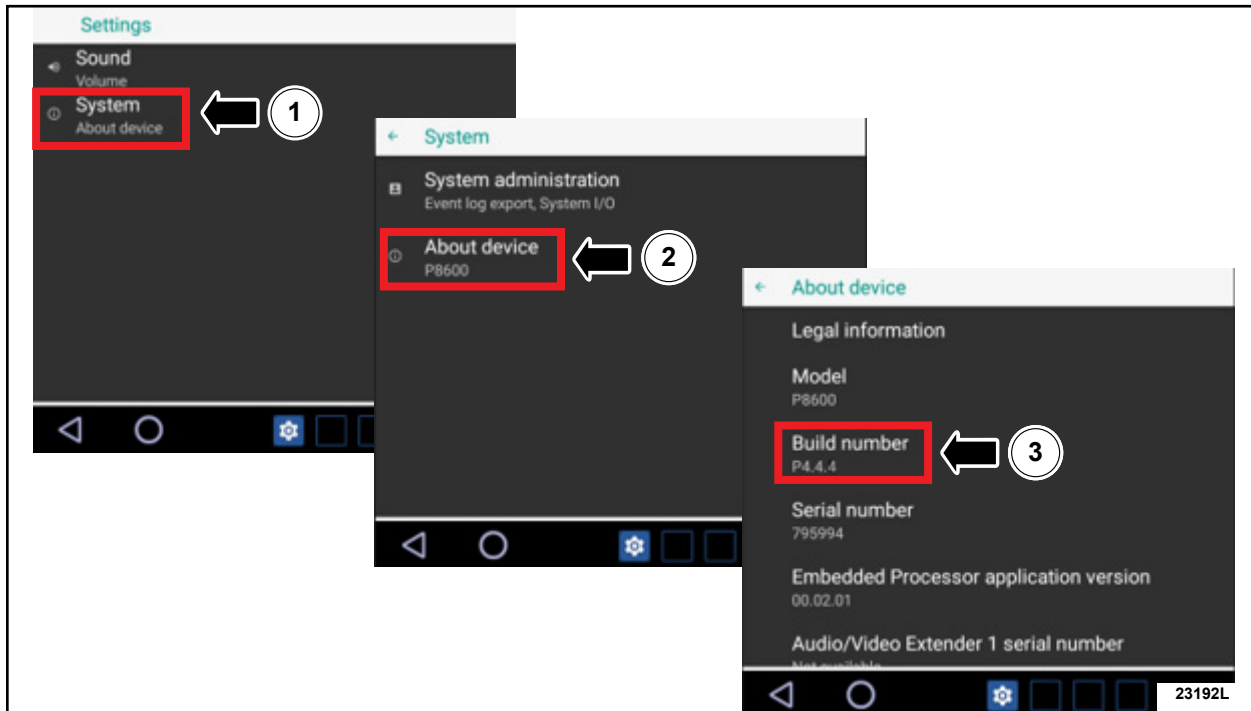 Settings
Sound
Volume
System
About device
1
System
System administration
Event log export, System I/O
About device
P8600
2
About device
Legal information
Model
P8600
Build number
P4.4.4
3
Serial number
795994
Embedded Processor application version
00.02.01
Audio/Video Extender 1 serial number
Not available
23192L